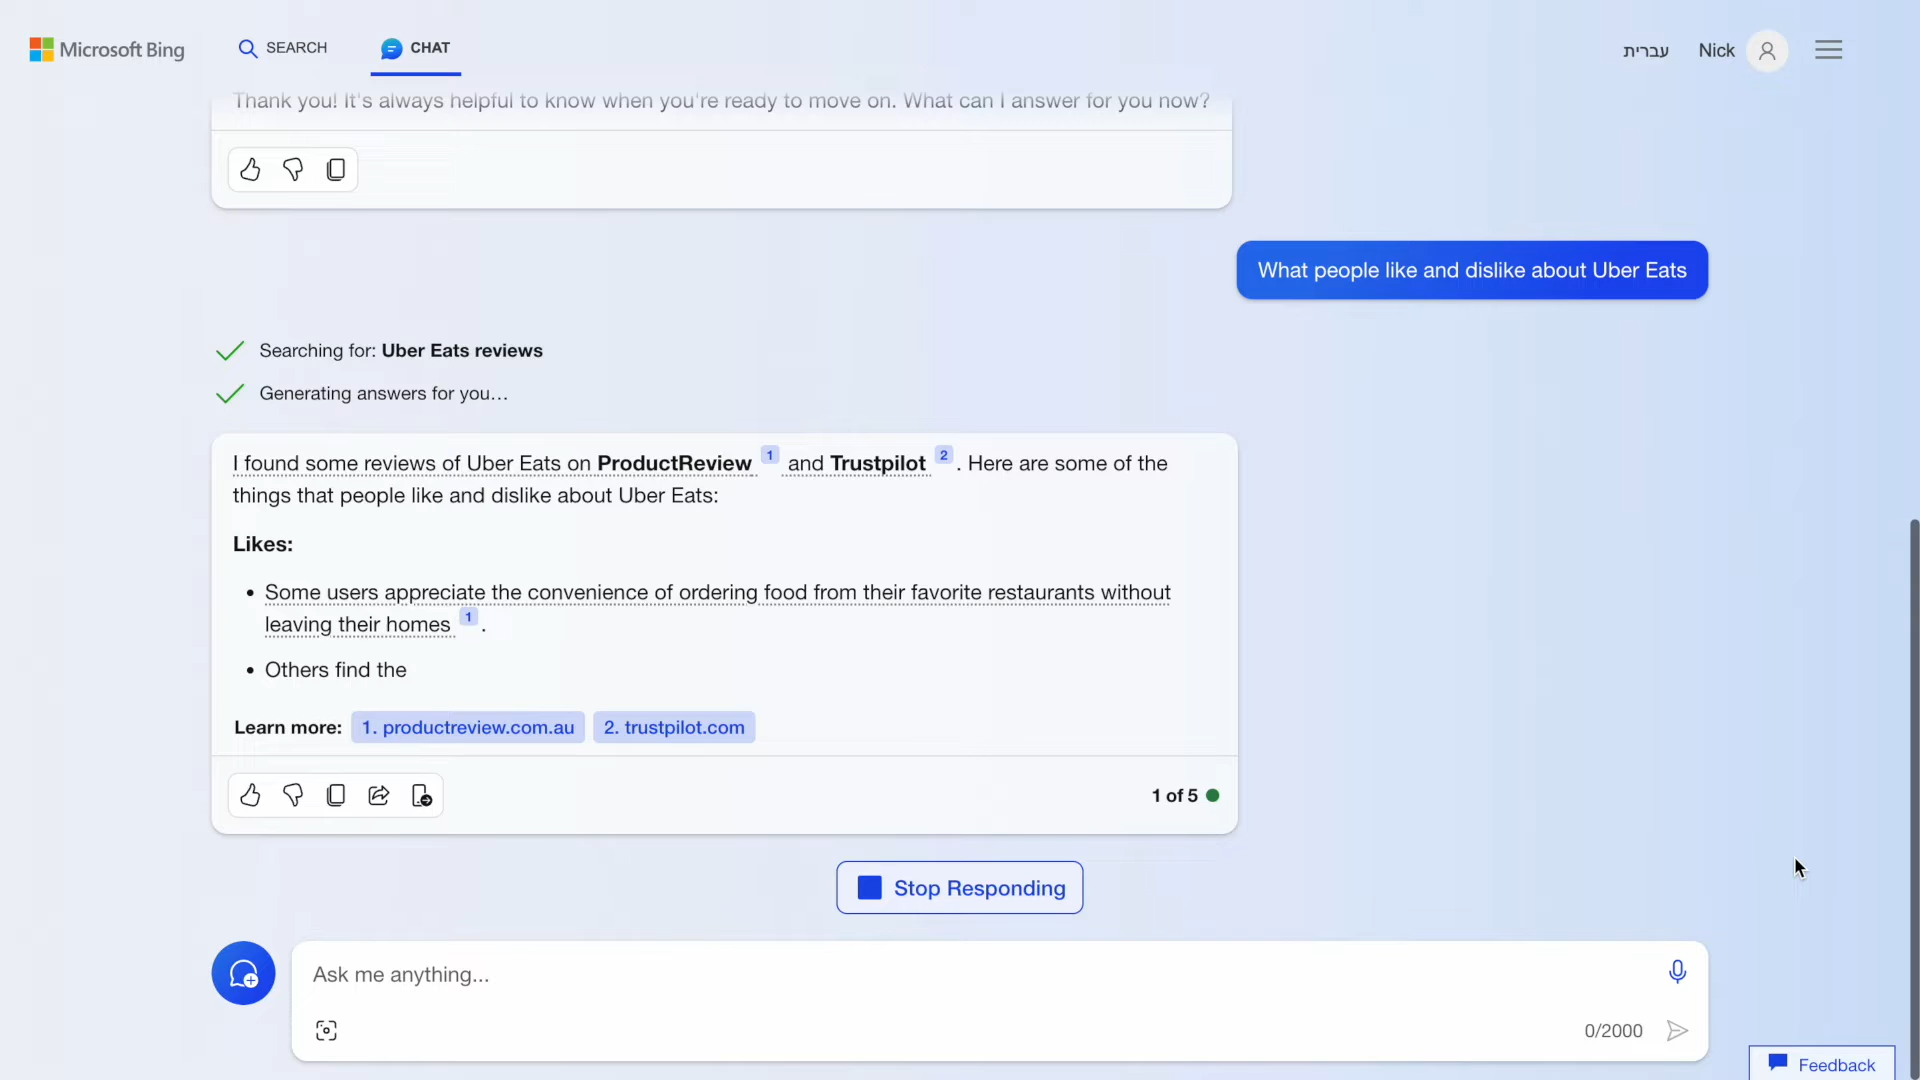 Microsoft Bing
SEARCH
CHAT
עברית
Nick
Thank you! It's always helpful to know when you're ready to move on. What can I answer for you now?
What people like and dislike about Uber Eats
Searching for: Uber Eats reviews
Generating answers for you…
I found some reviews of Uber Eats on ProductReview 1 and Trustpilot 2 . Here are some of the
things that people like and dislike about Uber Eats:
Likes:
• Some users appreciate the convenience of ordering food from their favorite restaurants without
leaving their homes 1 .
• Others find the
Learn more: 1. productreview.com.au 2. trustpilot.com
1 of 5
Stop Responding
Ask me anything...
0/2000
Feedback